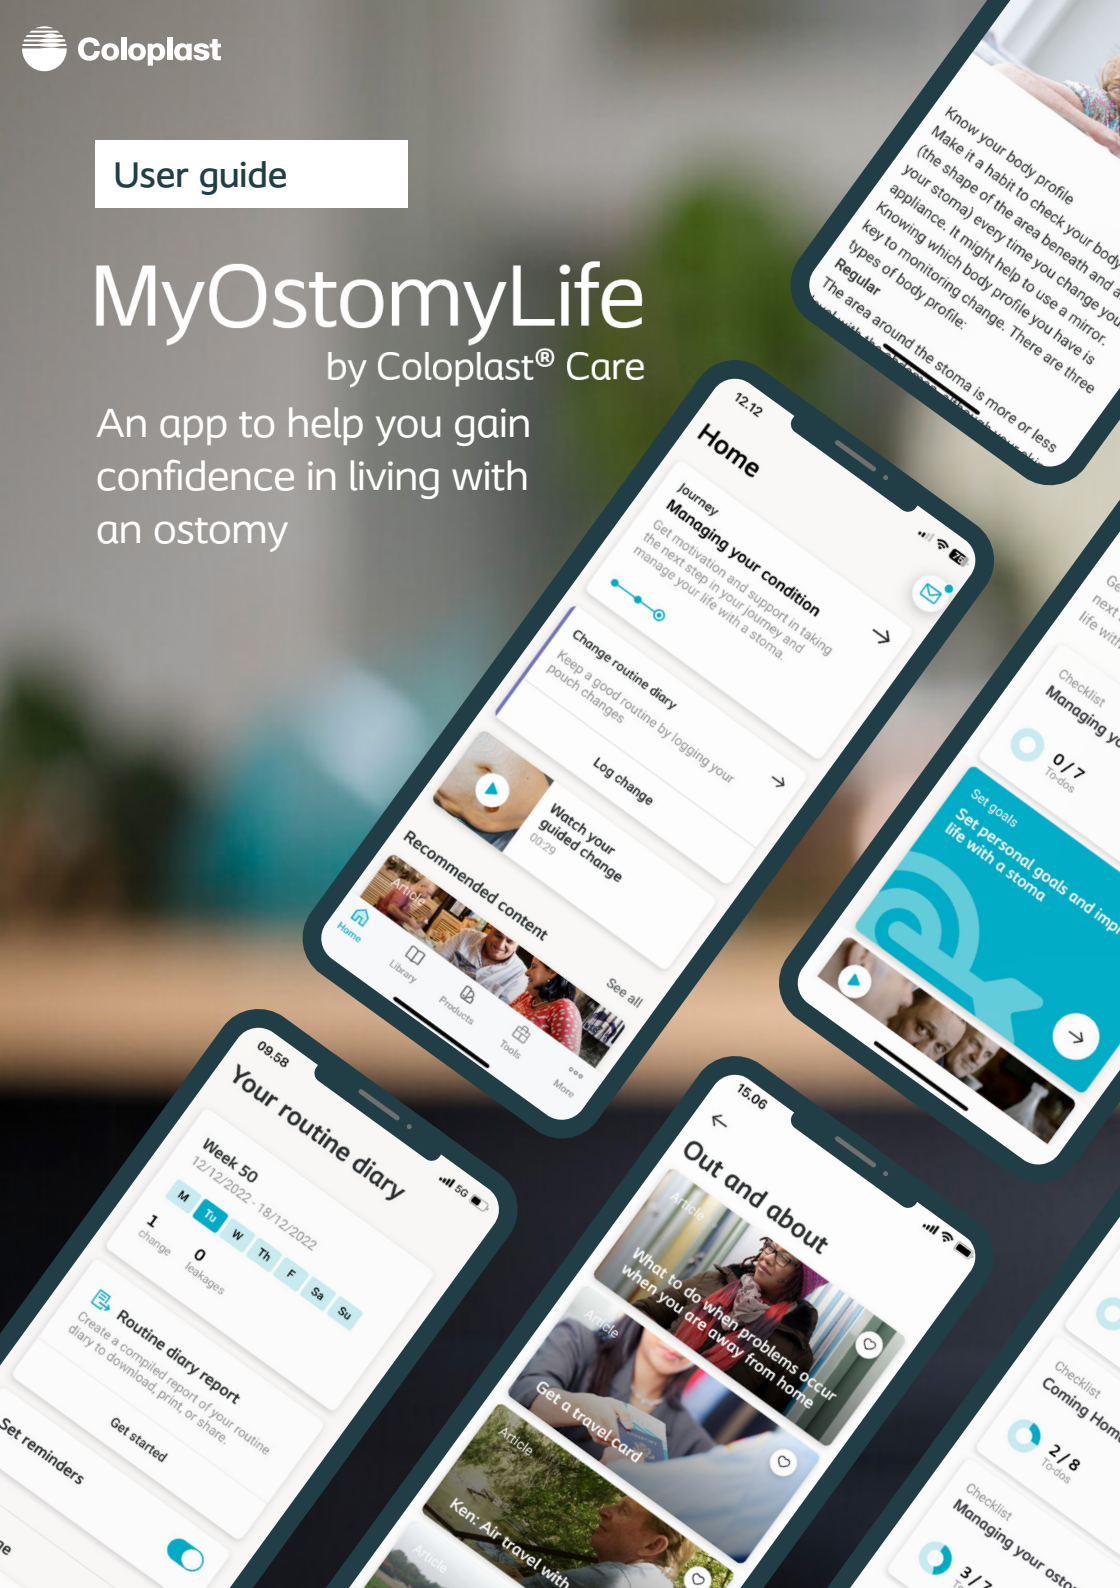 Coloplast
User guide
MyOstomyLife
by Coloplast® Care
An app to help you gain
confidence in living with
an ostomy
Know your body profile
Make it a habit to check your body
(the shape of the area beneath and a
your stoma) every time you change you
appliance. It might help to use a mirror.
Knowing which body profile you have is
key to monitoring change. There are three
types of body profile:
Regular
The area around the stoma is more or less
12.12
75
Home
Journey
Managing your condition
Get motivation and support in taking
the next step in your journey and
manage your life with a stoma.
Change routine diary
Keep a good routine by logging your
pouch changes
Log change
Watch your
guided change
00:29
Recommended content
See all
Article
Home
Library
Products
Tools
More
Ge
next
life with
Checklist
Managing yo
0/7
To-dos
Set goals
Set personal goals and imp
life with a stoma
09.58
5G
Your routine diary
Week 50
12/12/2022 - 18/12/2022
M Tu W Th F Sa Su
1
change
0
leakages
Routine diary report
Create a compiled report of your routine
diary to download, print, or share.
Get started
Set reminders
ge
15.06
Out and about
Article
What to do when problems occur
when you are away from home
Article
Get a travel card
Article
Ken: Air travel with
Article
Checklist
Coming Hom
2/8
To-dos
Checklist
Managing your osto
3/7